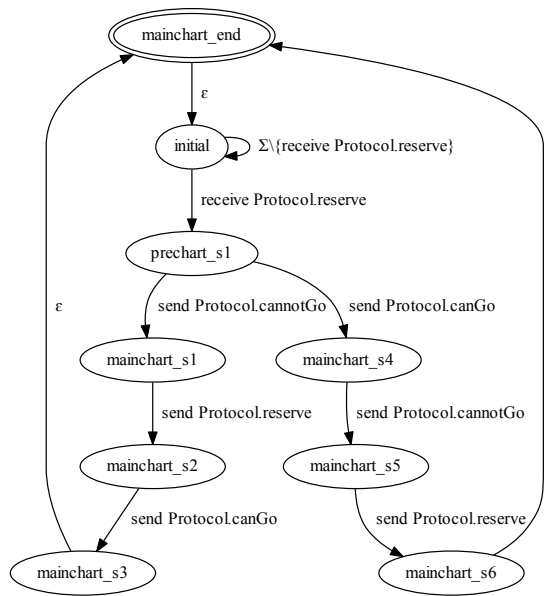 mainchart_end
ε
initial
Σ\{receive Protocol.reserve}
receive Protocol.reserve
prechart_s1
send Protocol.cannotGo
send Protocol.canGo
ε
mainchart_s1
mainchart_s4
send Protocol.reserve
send Protocol.cannotGo
mainchart_s2
mainchart_s5
send Protocol.canGo
send Protocol.reserve
mainchart_s3
mainchart_s6